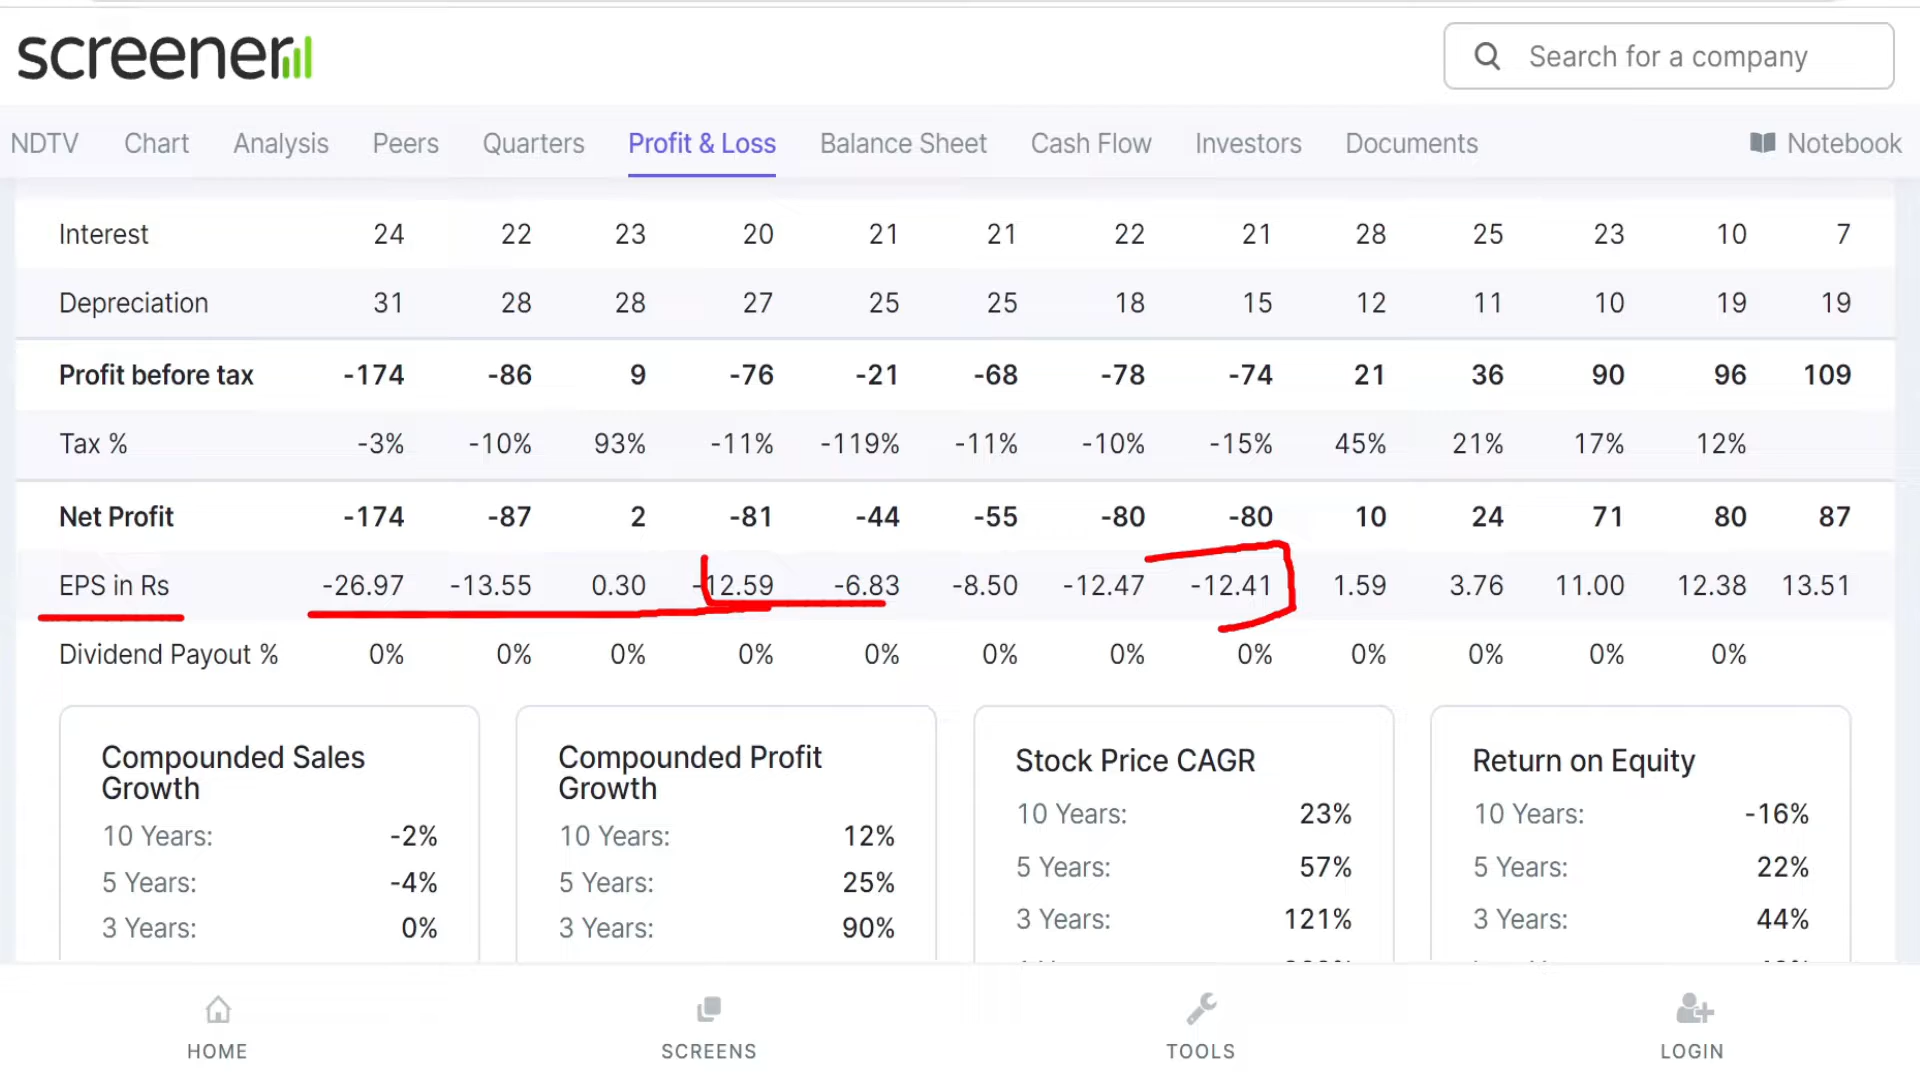 screener
Search for a company
NDTV Chart Analysis Peers Quarters Profit & Loss Balance Sheet Cash Flow Investors Documents Notebook
Interest 24 22 23 20 21 21 22 21 28 25 23 10 7
Depreciation 31 28 28 27 25 25 18 15 12 11 10 19 19
Profit before tax -174 -86 9 -76 -21 -68 -78 -74 21 36 90 96 109
Tax % -3% -10% 93% -11% -119% -11% -10% -15% 45% 21% 17% 12%
Net Profit -174 -87 2 -81 -44 -55 -80 -80 10 24 71 80 87
EPS in Rs -26.97 -13.55 0.30 -12.59 -6.83 -8.50 -12.47 -12.41 1.59 3.76 11.00 12.38 13.51
Dividend Payout % 0% 0% 0% 0% 0% 0% 0% 0% 0% 0% 0% 0%
Compounded Sales
Growth
10 Years: -2%
5 Years: -4%
3 Years: 0%
Compounded Profit
Growth
10 Years: 12%
5 Years: 25%
3 Years: 90%
Stock Price CAGR
10 Years: 23%
5 Years: 57%
3 Years: 121%
Return on Equity
10 Years: -16%
5 Years: 22%
3 Years: 44%
HOME SCREENS TOOLS LOGIN